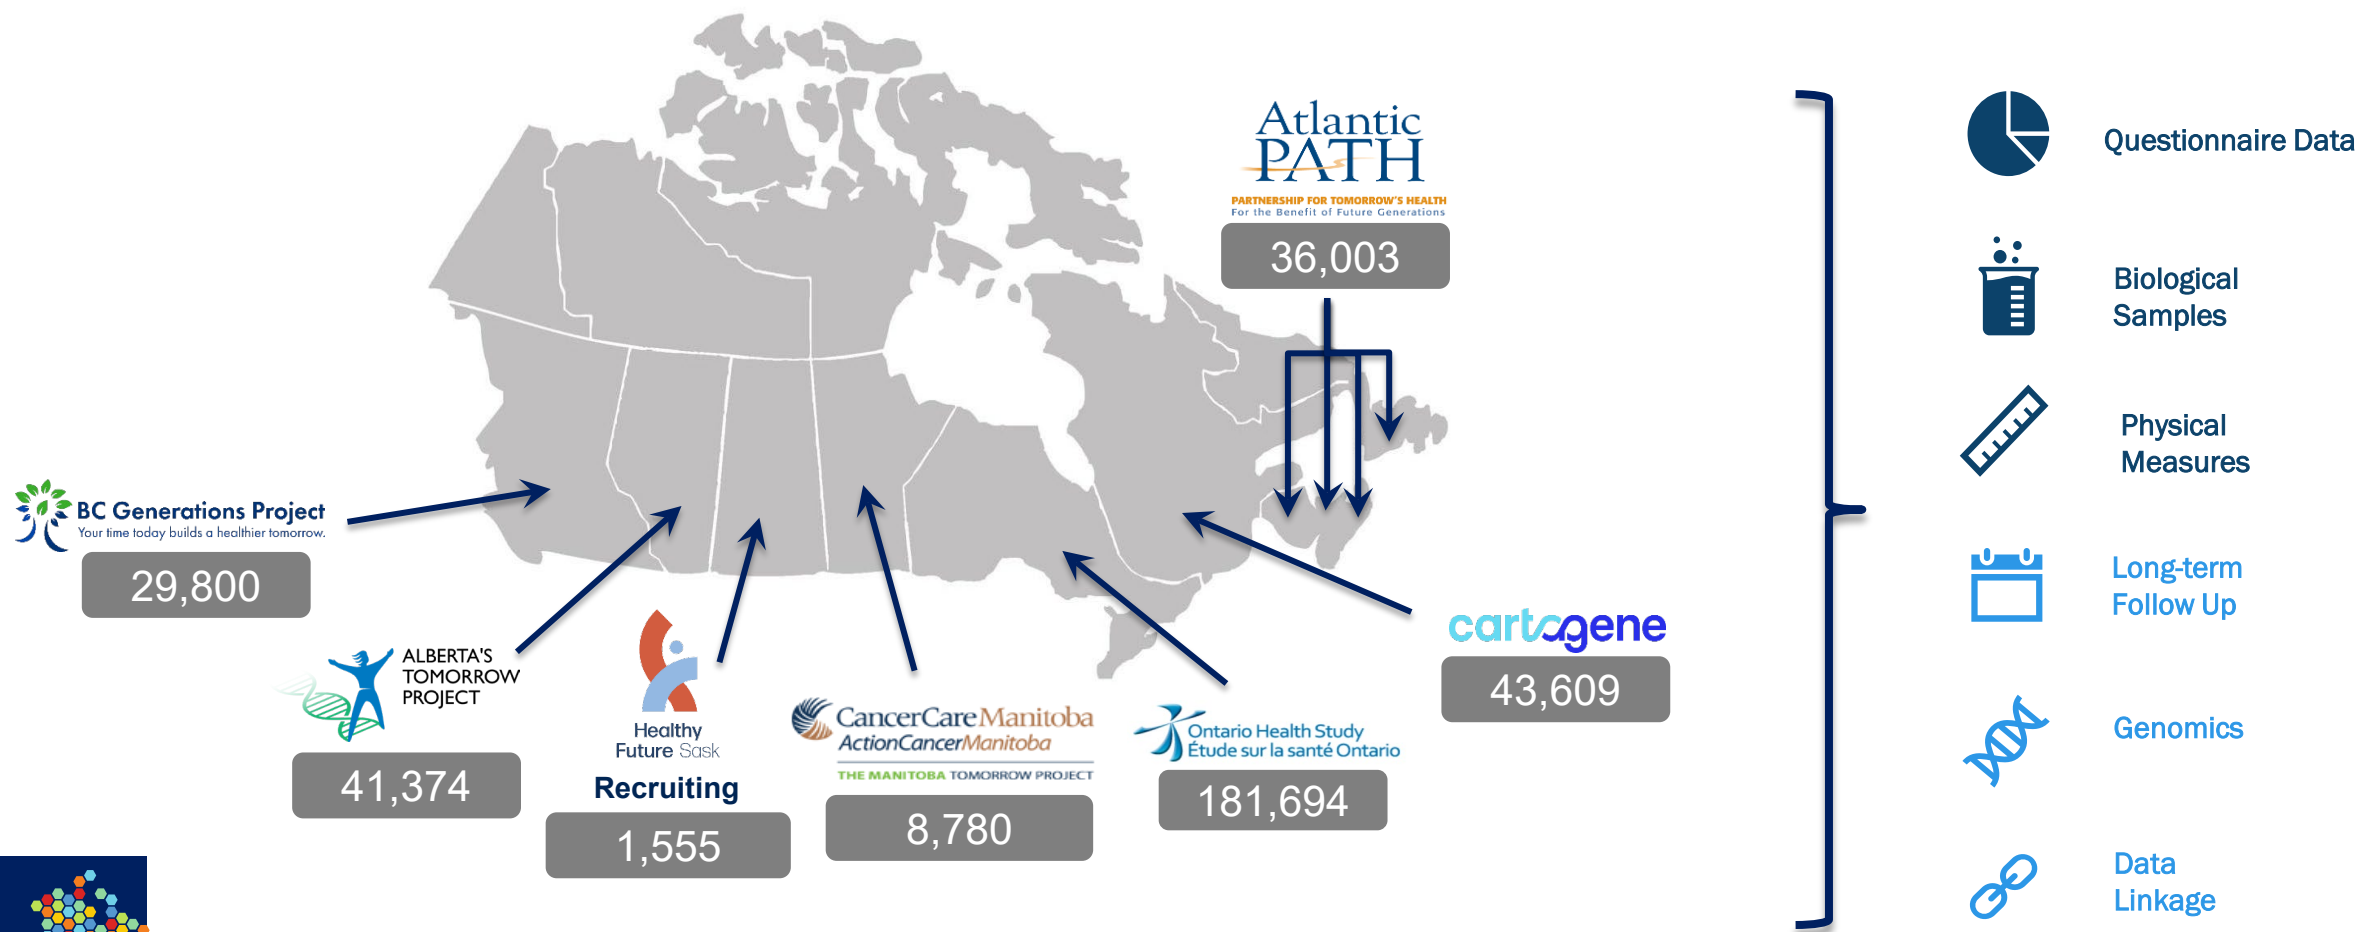 Atlantic
PATH
PARTNERSHIP FOR TOMORROW'S HEALTH
For the Benefit of Future Generations
36,003
BC Generations Project
Your time today builds a healthier tomorrow.
29,800
ALBERTA'S
TOMORROW
PROJECT
41,374
Healthy
Future Sask
Recruiting
1,555
CancerCare Manitoba
ActionCancerManitoba
THE MANITOBA TOMORROW PROJECT
8,780
Ontario Health Study
Étude sur la santé Ontario
181,694
cartagene
43,609
Questionnaire Data
Biological
Samples
Physical
Measures
Long-term
Follow Up
Genomics
Data
Linkage